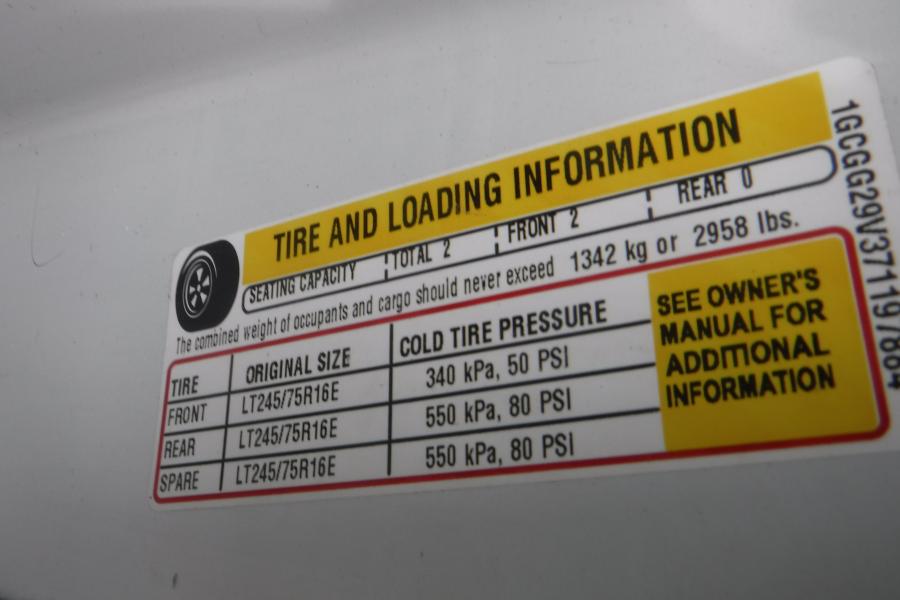 TIRE AND LOADING INFORMATION
SEATING CAPACITY TOTAL 2 FRONT 2 REAR 0
The combined weight of occupants and cargo should never exceed 1342 kg or 2958 lbs.
TIRE ORIGINAL SIZE COLD TIRE PRESSURE
FRONT LT245/75R16E 340 kPa, 50 PSI
REAR LT245/75R16E 550 kPa, 80 PSI
SPARE LT245/75R16E 550 kPa, 80 PSI
SEE OWNER'S
MANUAL FOR
ADDITIONAL
INFORMATION
1GCGG29V371197884